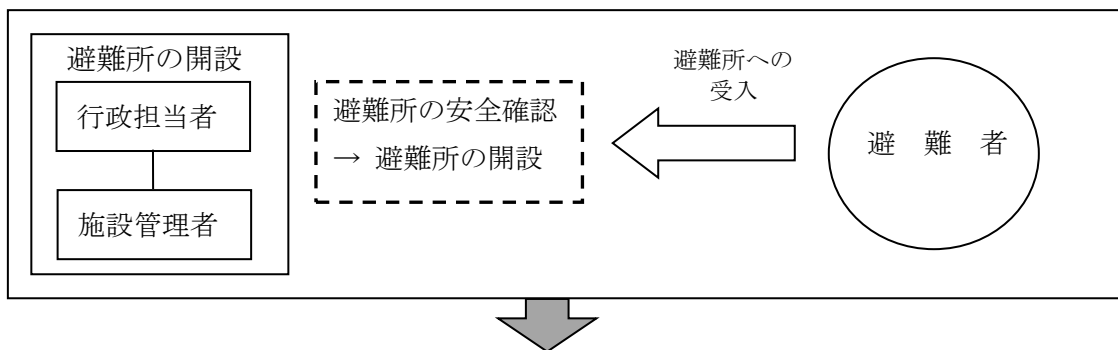 避難所の開設
行政担当者
施設管理者
避難所の安全確認
→ 避難所の開設
避難所への
受入
避 難 者